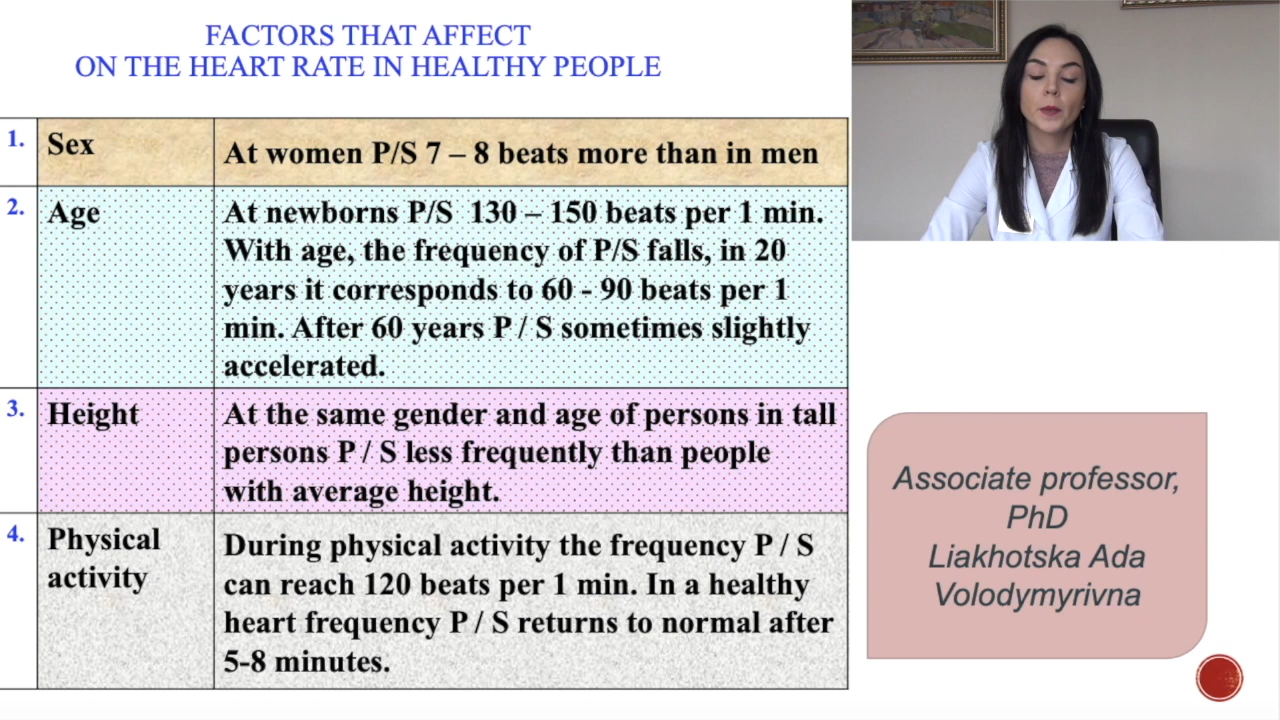 FACTORS THAT AFFECT
ON THE HEART RATE IN HEALTHY PEOPLE
1. Sex
At women P/S 7 – 8 beats more than in men
2. Age
At newborns P/S 130 – 150 beats per 1 min.
With age, the frequency of P/S falls, in 20
years it corresponds to 60 - 90 beats per 1
min. After 60 years P / S sometimes slightly
accelerated.
3. Height
At the same gender and age of persons in tall
persons P / S less frequently than people
with average height.
4. Physical
activity
During physical activity the frequency P / S
can reach 120 beats per 1 min. In a healthy
heart frequency P / S returns to normal after
5-8 minutes.
Associate professor,
PhD
Liakhotska Ada
Volodymyrivna